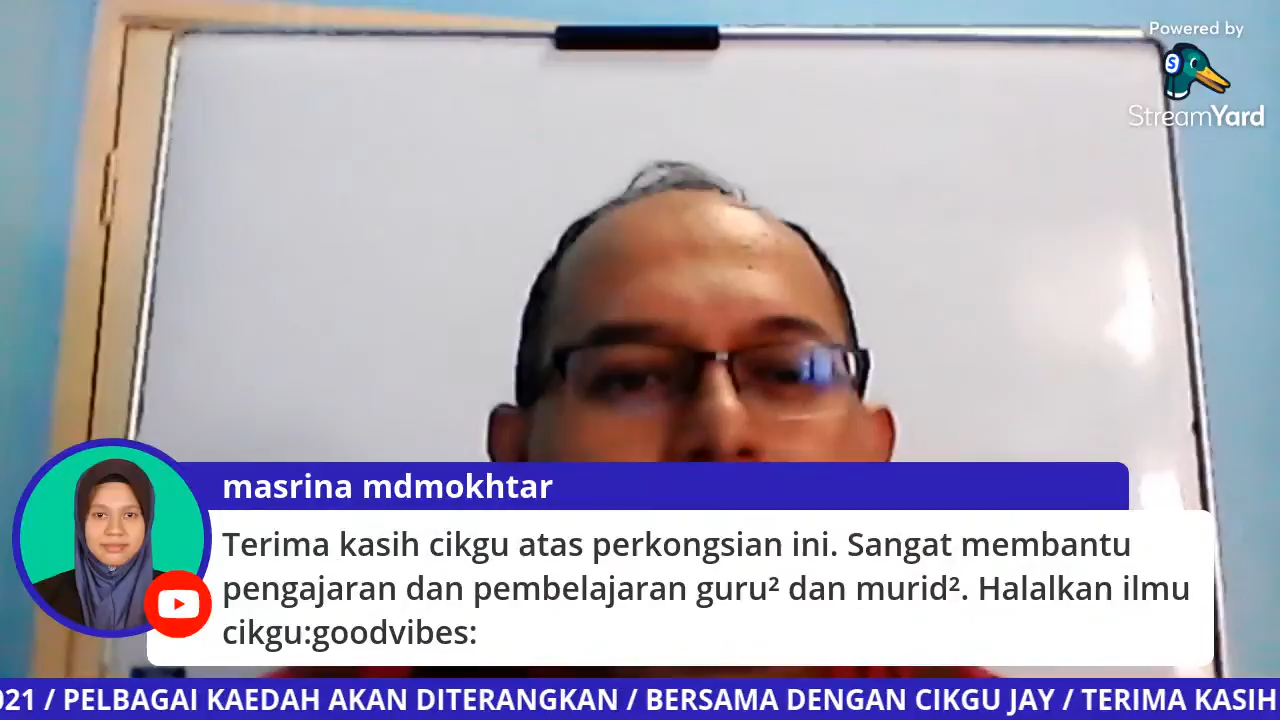 Powered by
StreamYard
masrina mdmokhtar
Terima kasih cikgu atas perkongsian ini. Sangat membantu
pengajaran dan pembelajaran guru² dan murid². Halalkan ilmu
cikgu:goodvibes:
021 / PELBAGAI KAEDAH AKAN DITERANGKAN / BERSAMA DENGAN CIKGU JAY / TERIMA KASIH